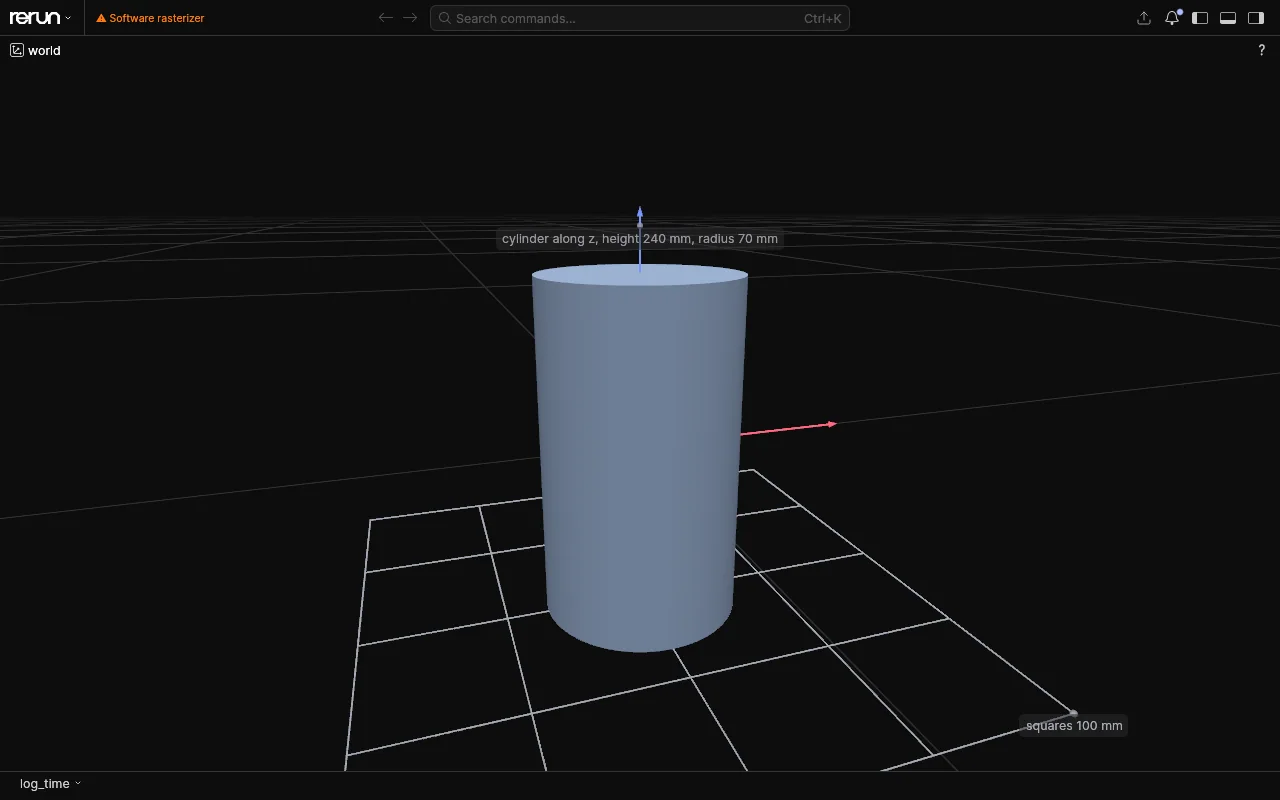 rerun
Software rasterizer
Search commands...
Ctrl+K
world
?
cylinder along z, height 240 mm, radius 70 mm
squares 100 mm
log_time